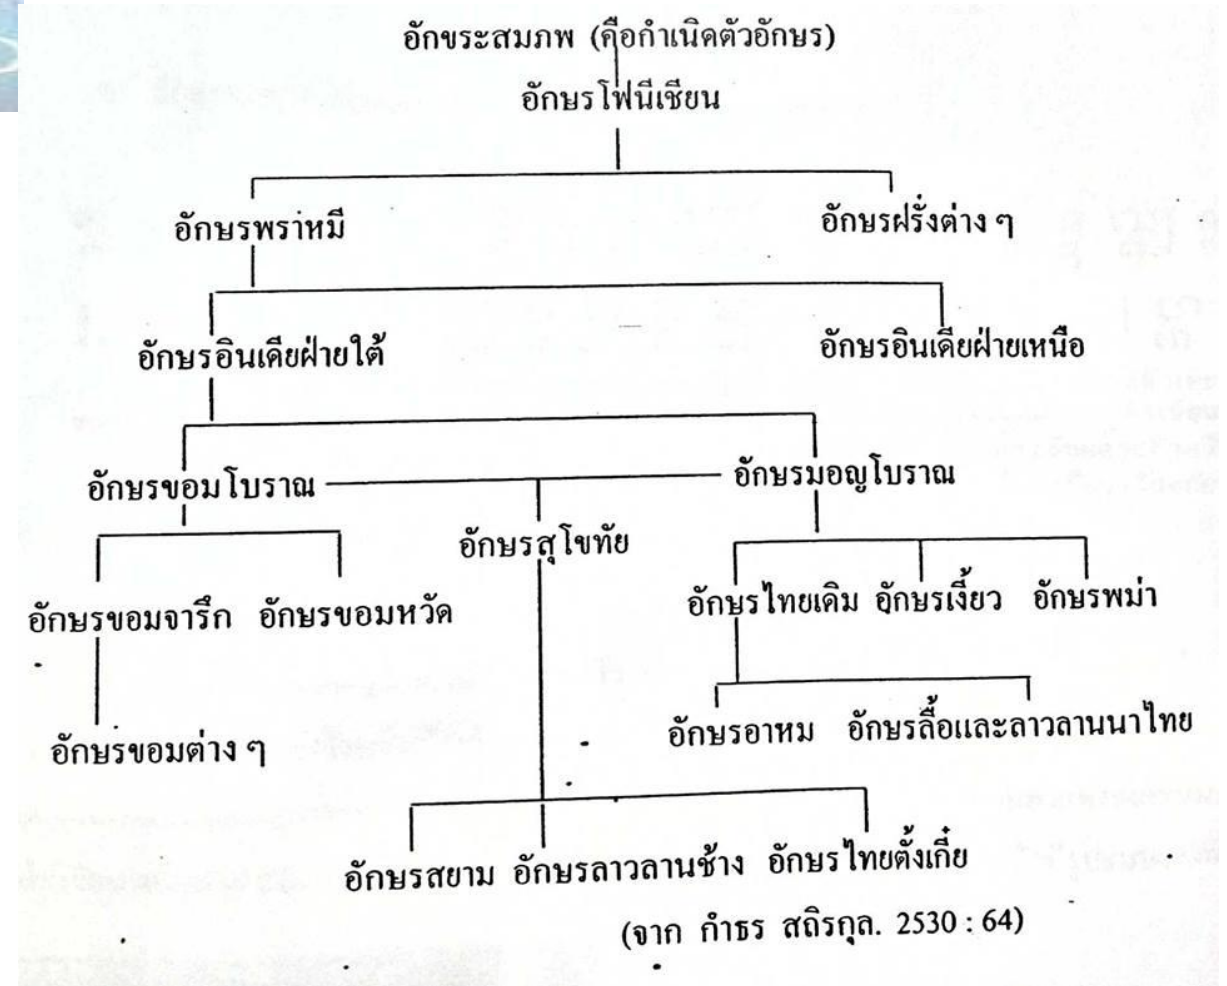 อักขระสมภพ (คือกำเนิดตัวอักษร)
อักษรโฟนีเชียน
อักษรพราหมี
อักษรฝรั่งต่าง ๆ
อักษรอินเดียฝ่ายใต้
อักษรอินเดียฝ่ายเหนือ
อักษรขอมโบราณ
อักษรมอญโบราณ
อักษรสุโขทัย
อักษรไทยเดิม อักษรเงี้ยว อักษรพม่า
อักษรขอมจารึก อักษรขอมหวัด
อักษรอาหม อักษรลื้อและลาวลานนาไทย
อักษรขอมต่าง ๆ
อักษรสยาม อักษรลาวลานช้าง อักษรไทยตั้งเกี๋ย
(จาก กำธร สถิรกุล. 2530 : 64)